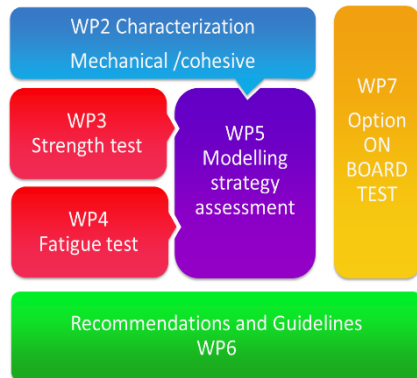 WP2 Characterization
Mechanical /cohesive
WP3
Strength test
WP4
Fatigue test
WP5
Modelling
strategy
assessment
WP7
Option
ON
BOARD
TEST
Recommendations and Guidelines
WP6